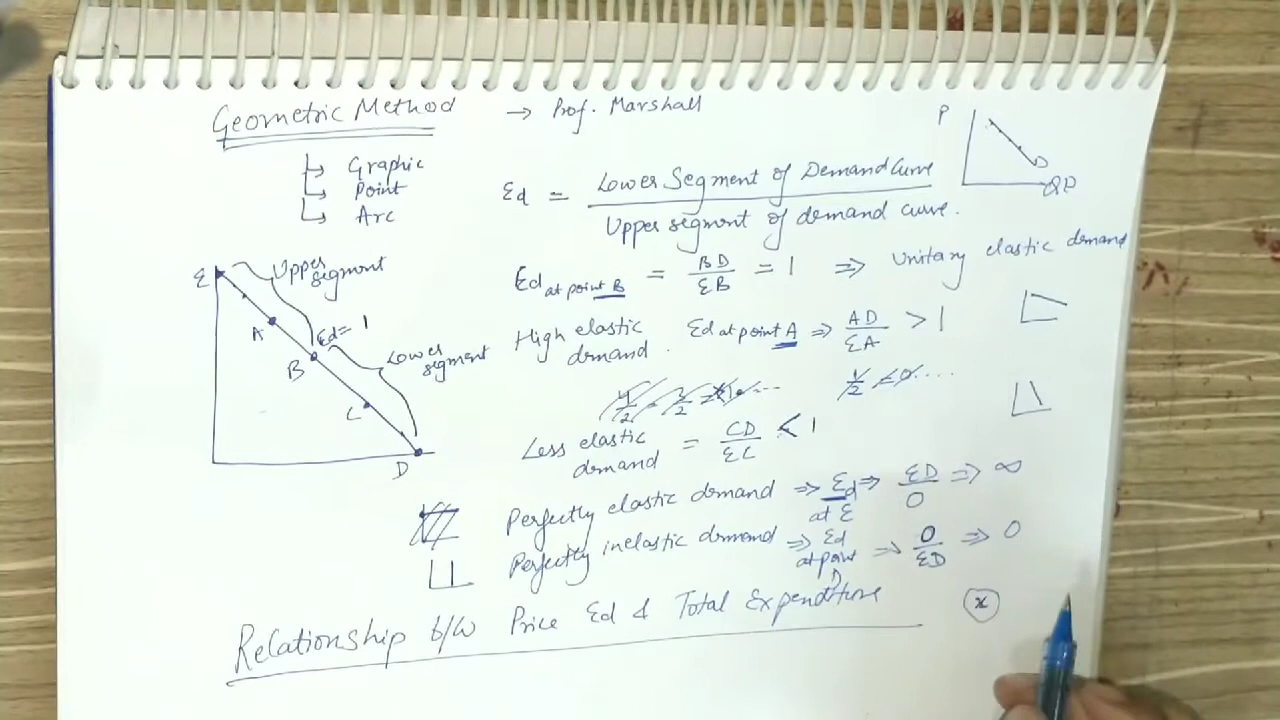 Geometric Method → Prof. Marshall
↳ Graphic
↳ Point
↳ Arc
P
D
QD
Ed = Lower Segment of Demand Curve
Upper segment of demand curve.
E
Upper segment
A
Ed = 1
B
Lower segment
C
D
Ed at point B = BD / EB = 1 ⇒ Unitary elastic demand
High elastic demand. Ed at point A ⇒ AD / EA > 1
Less elastic demand = CD / EC < 1
Perfectly elastic demand ⇒ Ed at E ⇒ ED / 0 ⇒ ∞
Perfectly inelastic demand ⇒ Ed at point D ⇒ 0 / ED ⇒ 0
Relationship b/w Price Ed & Total Expenditure
x